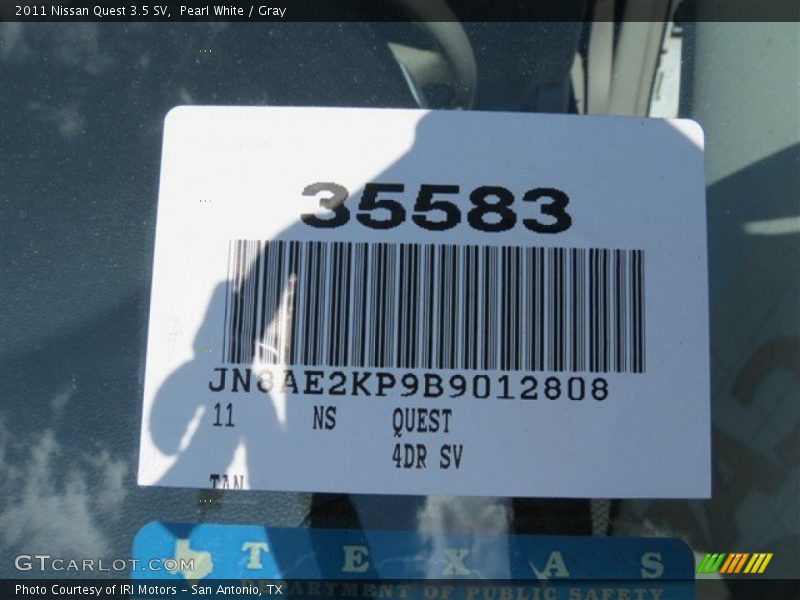 2011 Nissan Quest 3.5 SV,  Pearl White / Gray
35583
JN8AE2KP9B9012808
11 NS QUEST
4DR SV
TAN
TEXAS
DEPARTMENT OF PUBLIC SAFETY
GTCARLOT.COM
Photo Courtesy of IRI Motors – San Antonio, TX